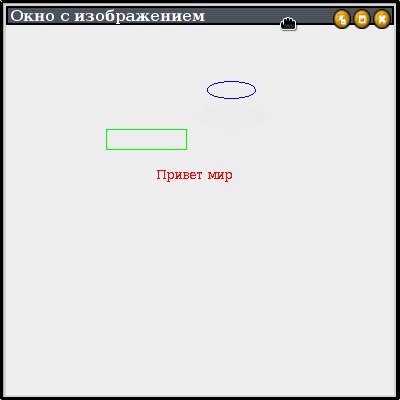 Окно с изображением
Привет мир